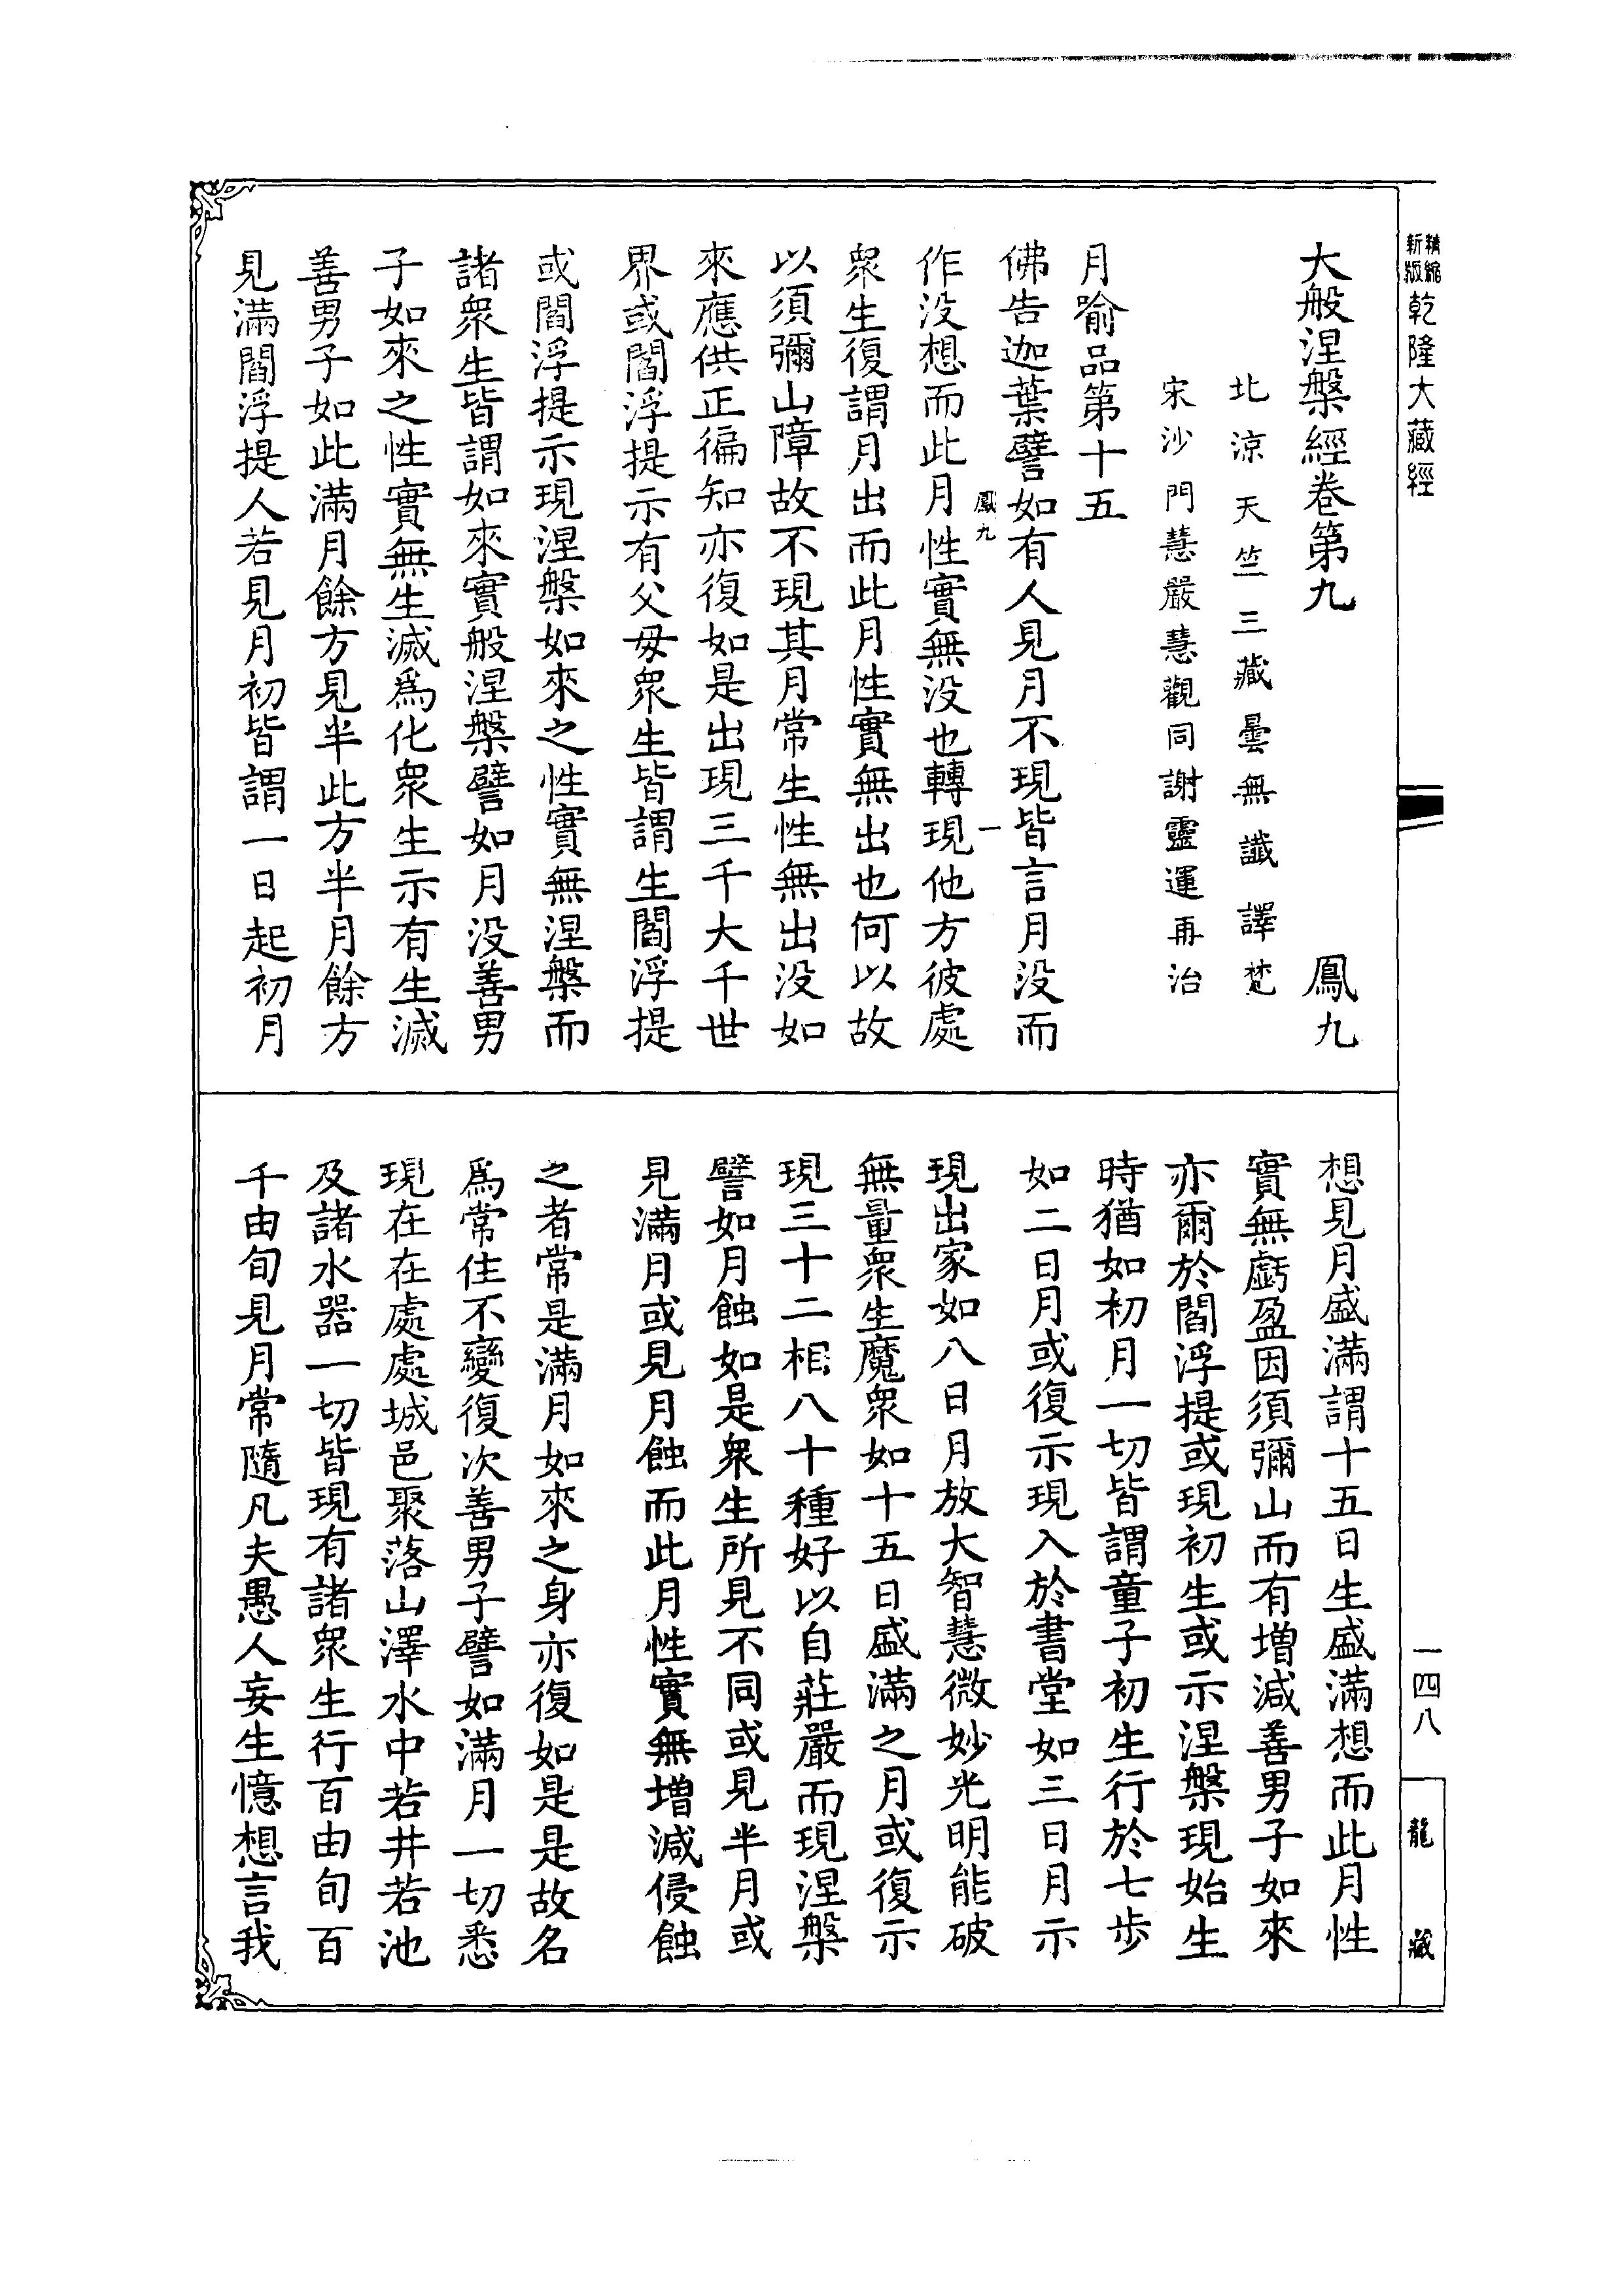 精縮新版乾隆大藏經
一四八
龍藏
大般涅槃經卷第九 鳳九
北涼天竺三藏曇無讖譯梵
宋沙門慧嚴慧觀同謝靈運再治
月喻品第十五
佛告迦葉譬如有人見月不現皆言月没而
鳳九 一
作没想而此月性實無没也轉現他方彼處
衆生復謂月出而此月性實無出也何以故
以須彌山障故不現其月常生性無出没如
來應供正徧知亦復如是出現三千大千世
界或閻浮提示有父母衆生皆謂生閻浮提
或閻浮提示現涅槃如來之性實無涅槃而
諸衆生皆謂如來實般涅槃譬如月没善男
子如來之性實無生滅爲化衆生示有生滅
善男子如此滿月餘方見半此方半月餘方
見滿閻浮提人若見月初皆謂一日起初月
想見月盛滿謂十五日生盛滿想而此月性
實無虧盈因須彌山而有增減善男子如來
亦爾於閻浮提或現初生或示涅槃現始生
時猶如初月一切皆謂童子初生行於七步
如二日月或復示現入於書堂如三日月示
現出家如八日月放大智慧微妙光明能破
無量衆生魔衆如十五日盛滿之月或復示
現三十二相八十種好以自莊嚴而現涅槃
譬如月蝕如是衆生所見不同或見半月或
見滿月或見月蝕而此月性實無增減侵蝕
之者常是滿月如來之身亦復如是是故名
爲常住不變復次善男子譬如滿月一切悉
現在在處處城邑聚落山澤水中若井若池
及諸水器一切皆現有諸衆生行百由旬百
千由旬見月常隨凡夫愚人妄生憶想言我